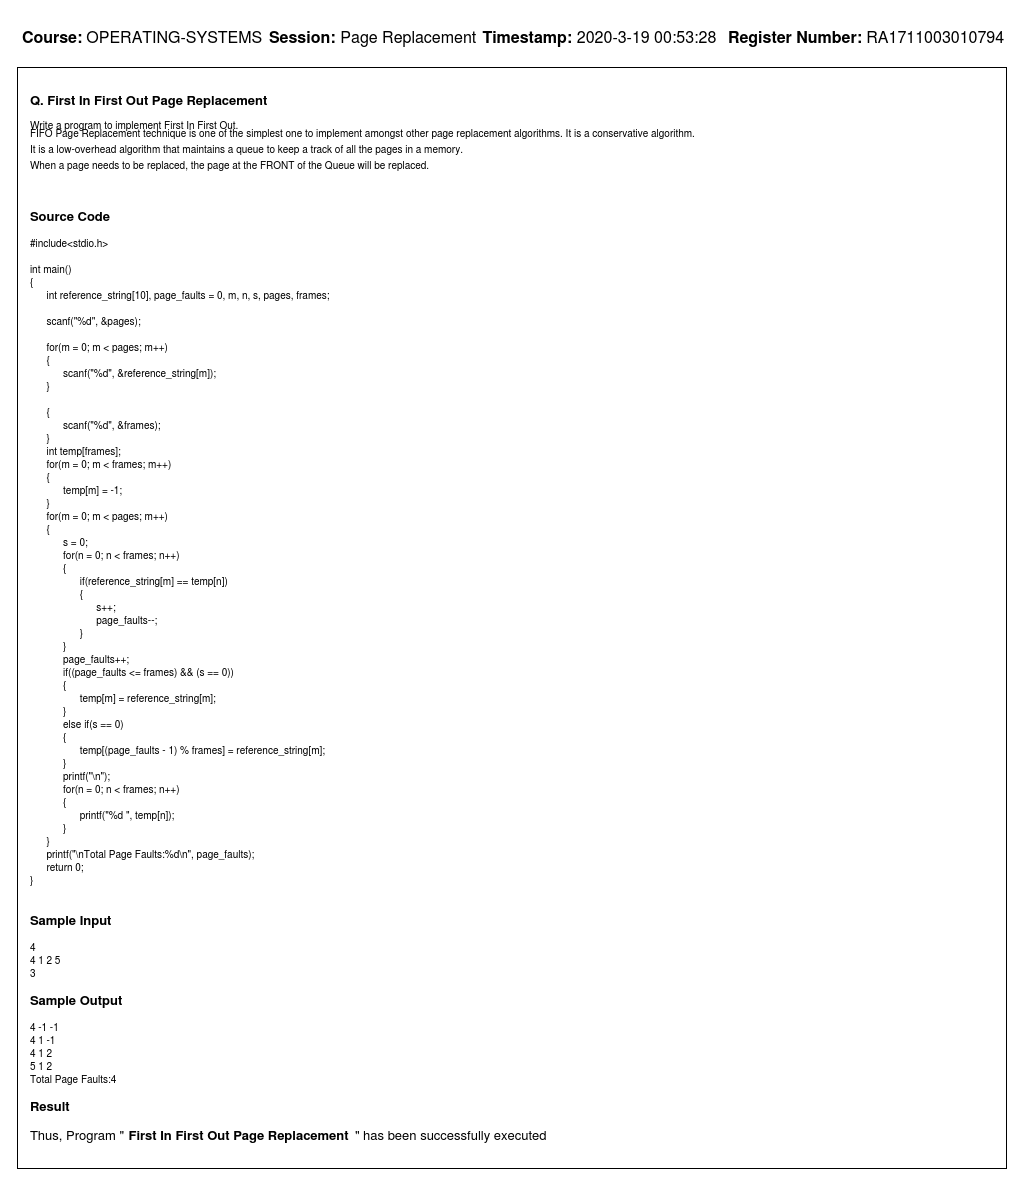 Course: OPERATING-SYSTEMS Session: Page Replacement Timestamp: 2020-3-19 00:53:28 Register Number: RA1711003010794
Q. First In First Out Page Replacement
Write a program to implement First In First Out.
FIFO Page Replacement technique is one of the simplest one to implement amongst other page replacement algorithms. It is a conservative algorithm.
It is a low-overhead algorithm that maintains a queue to keep a track of all the pages in a memory.
When a page needs to be replaced, the page at the FRONT of the Queue will be replaced.
Source Code
#include<stdio.h>
int main()
{
int reference_string[10], page_faults = 0, m, n, s, pages, frames;
scanf("%d", &pages);
for(m = 0; m < pages; m++)
{
scanf("%d", &reference_string[m]);
}
{
scanf("%d", &frames);
}
int temp[frames];
for(m = 0; m < frames; m++)
{
temp[m] = -1;
}
for(m = 0; m < pages; m++)
{
s = 0;
for(n = 0; n < frames; n++)
{
if(reference_string[m] == temp[n])
{
s++;
page_faults--;
}
}
page_faults++;
if((page_faults <= frames) && (s == 0))
{
temp[m] = reference_string[m];
}
else if(s == 0)
{
temp[(page_faults - 1) % frames] = reference_string[m];
}
printf("\n");
for(n = 0; n < frames; n++)
{
printf("%d ", temp[n]);
}
}
printf("\nTotal Page Faults:%d\n", page_faults);
return 0;
}
Sample Input
4
4 1 2 5
3
Sample Output
4 -1 -1
4 1 -1
4 1 2
5 1 2
Total Page Faults:4
Result
Thus, Program " First In First Out Page Replacement " has been successfully executed